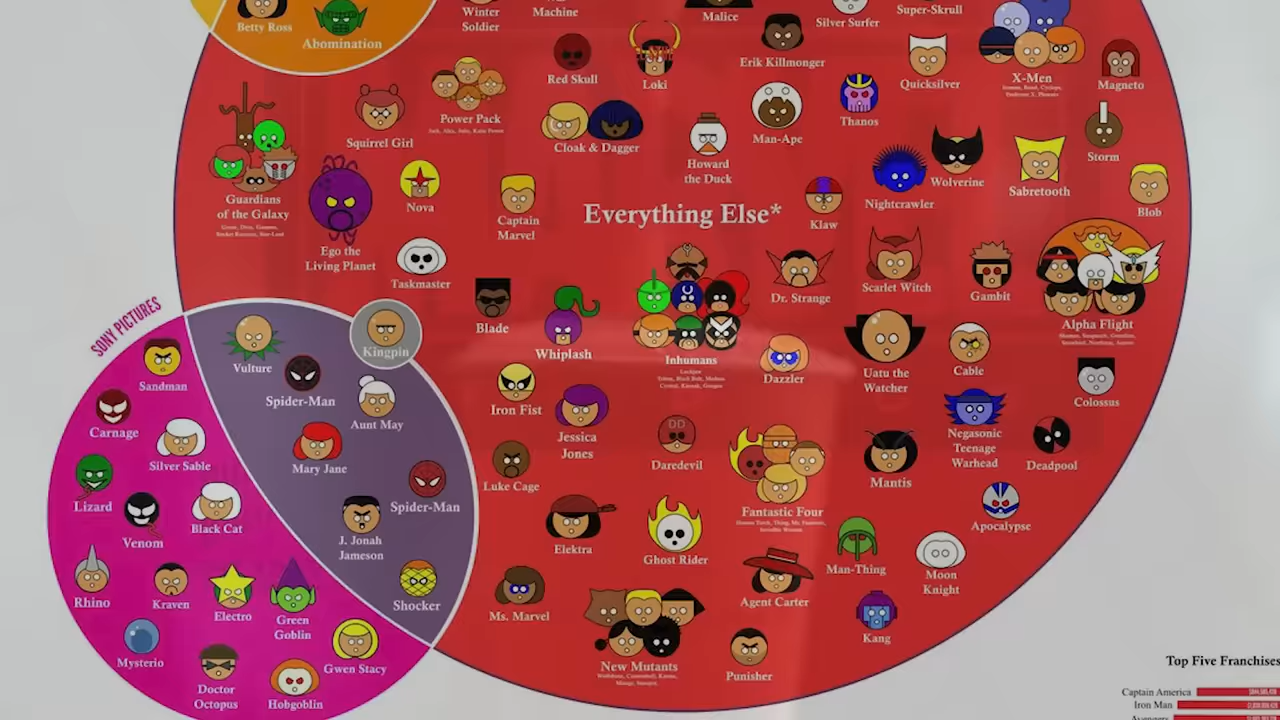 Betty Ross
Abomination
Winter
Soldier
Machine
Malice
Silver Surfer
Super-Skrull
Erik Killmonger
Red Skull
Loki
Quicksilver
X-Men
Magneto
Power Pack
Squirrel Girl
Cloak & Dagger
Man-Ape
Thanos
Howard
the Duck
Storm
Wolverine
Sabretooth
Nightcrawler
Blob
Guardians
of the Galaxy
Nova
Captain
Marvel
Everything Else*
Klaw
Ego the
Living Planet
Taskmaster
Dr. Strange
Scarlet Witch
Gambit
Alpha Flight
Blade
Whiplash
Inhumans
Dazzler
Uatu the
Watcher
Cable
Colossus
SONY PICTURES
Kingpin
Vulture
Sandman
Spider-Man
Aunt May
Iron Fist
Jessica
Jones
Negasonic
Teenage
Warhead
Carnage
Silver Sable
Mary Jane
Daredevil
Mantis
Deadpool
Lizard
Black Cat
Spider-Man
Luke Cage
Fantastic Four
Apocalypse
Venom
J. Jonah
Jameson
Elektra
Ghost Rider
Man-Thing
Moon
Knight
Rhino
Kraven
Electro
Green
Goblin
Shocker
Ms. Marvel
Agent Carter
Kang
Mysterio
Gwen Stacy
New Mutants
Punisher
Doctor
Octopus
Hobgoblin
Top Five Franchises
Captain America
Iron Man
Avengers